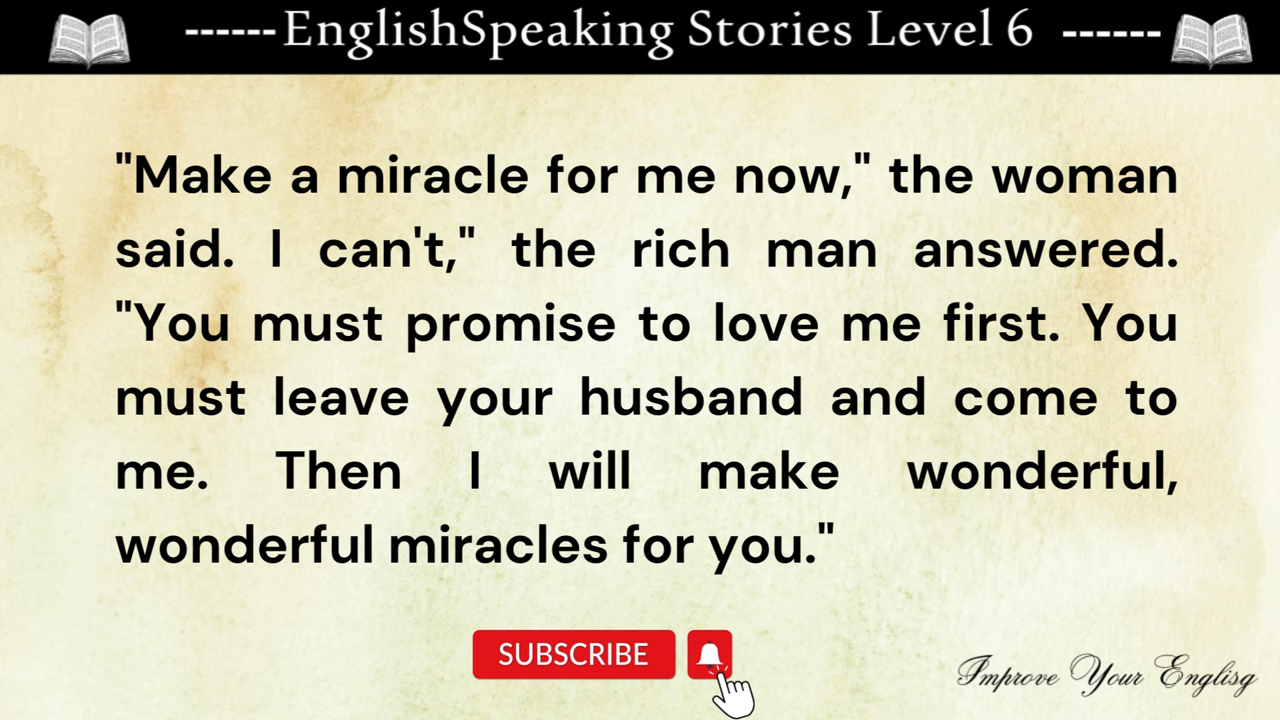 ------EnglishSpeaking Stories Level 6 ------
"Make a miracle for me now," the woman
said. I can't," the rich man answered.
"You must promise to love me first. You
must leave your husband and come to
me. Then I will make wonderful,
wonderful miracles for you."
SUBSCRIBE
Improve Your Englisg